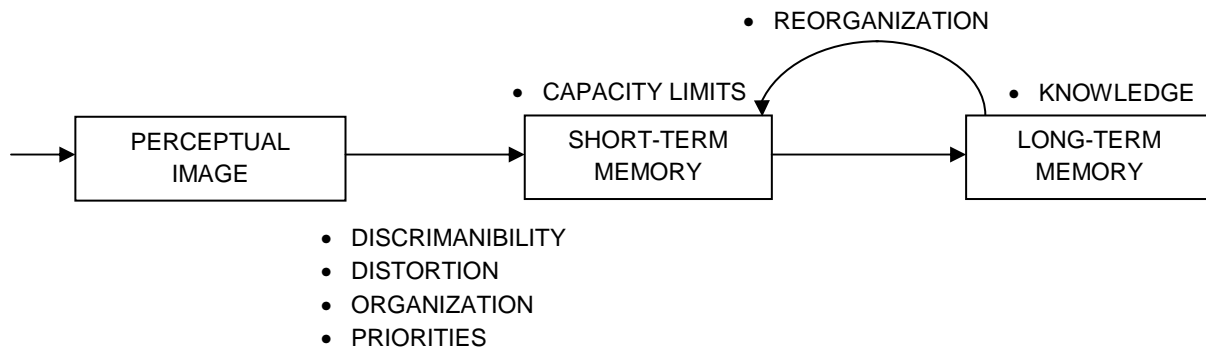 • REORGANIZATION
• CAPACITY LIMITS
• KNOWLEDGE
PERCEPTUAL
IMAGE
SHORT-TERM
MEMORY
LONG-TERM
MEMORY
• DISCRIMANIBILITY
• DISTORTION
• ORGANIZATION
• PRIORITIES